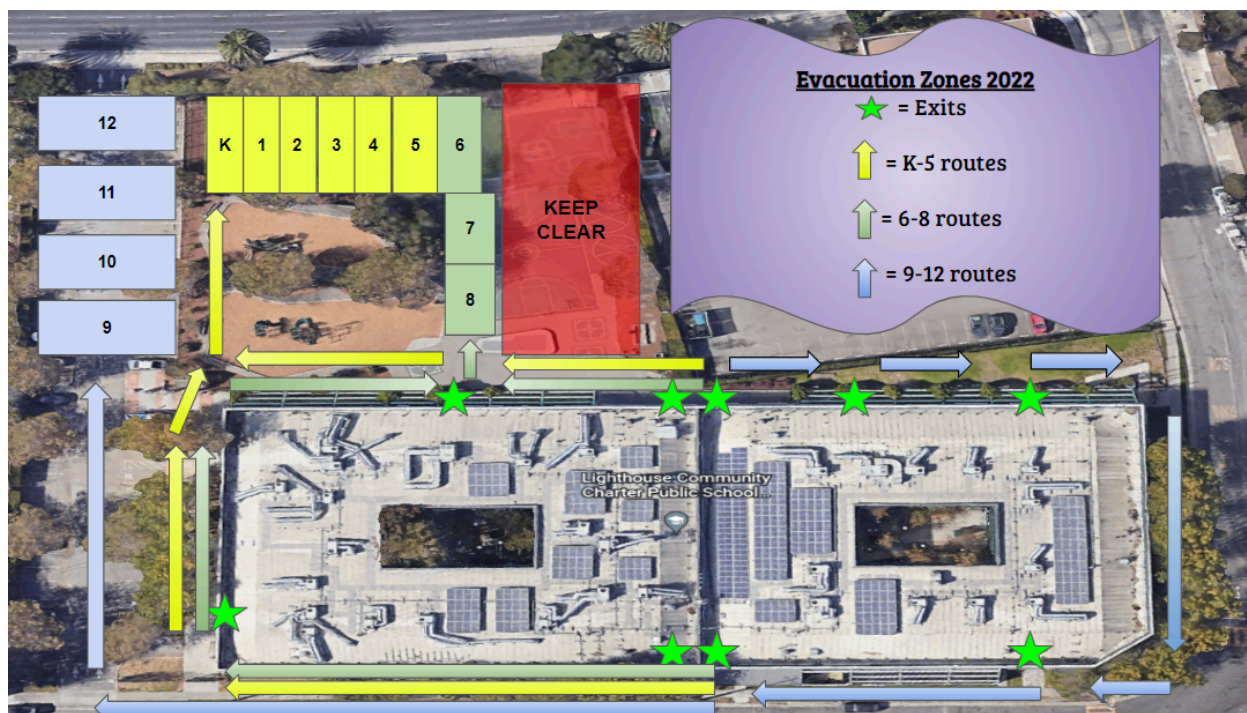 Evacuation Zones 2022
= Exits
= K-5 routes
= 6-8 routes
= 9-12 routes
12
11
10
9
K
1
2
3
4
5
6
7
8
KEEP
CLEAR
Lighthouse Community
Charter Public School...